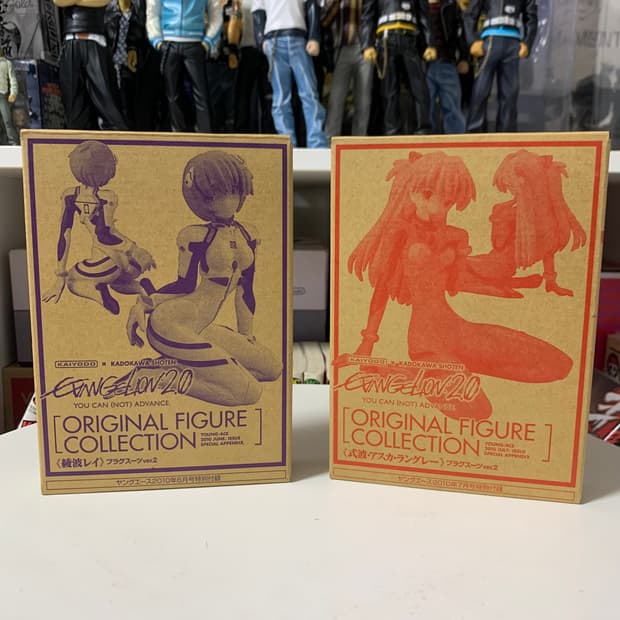 KAIYODO × KADOKAWA SHOTEN
EVANGELION 2.0
YOU CAN (NOT) ADVANCE.
[ORIGINAL FIGURE
COLLECTION]
YOUNG-ACE
2010 JUNE. ISSUE
SPECIAL APPENDIX.
《綾波レイ》プラグスーツver.2
ヤングエース2010年6月号特別付録
KAIYODO × KADOKAWA SHOTEN
EVANGELION 2.0
YOU CAN (NOT) ADVANCE.
[ORIGINAL FIGURE
COLLECTION]
YOUNG-ACE
2010 JULY. ISSUE
SPECIAL APPENDIX.
《式波・アスカ・ラングレー》プラグスーツver.2
ヤングエース2010年7月号特別付録